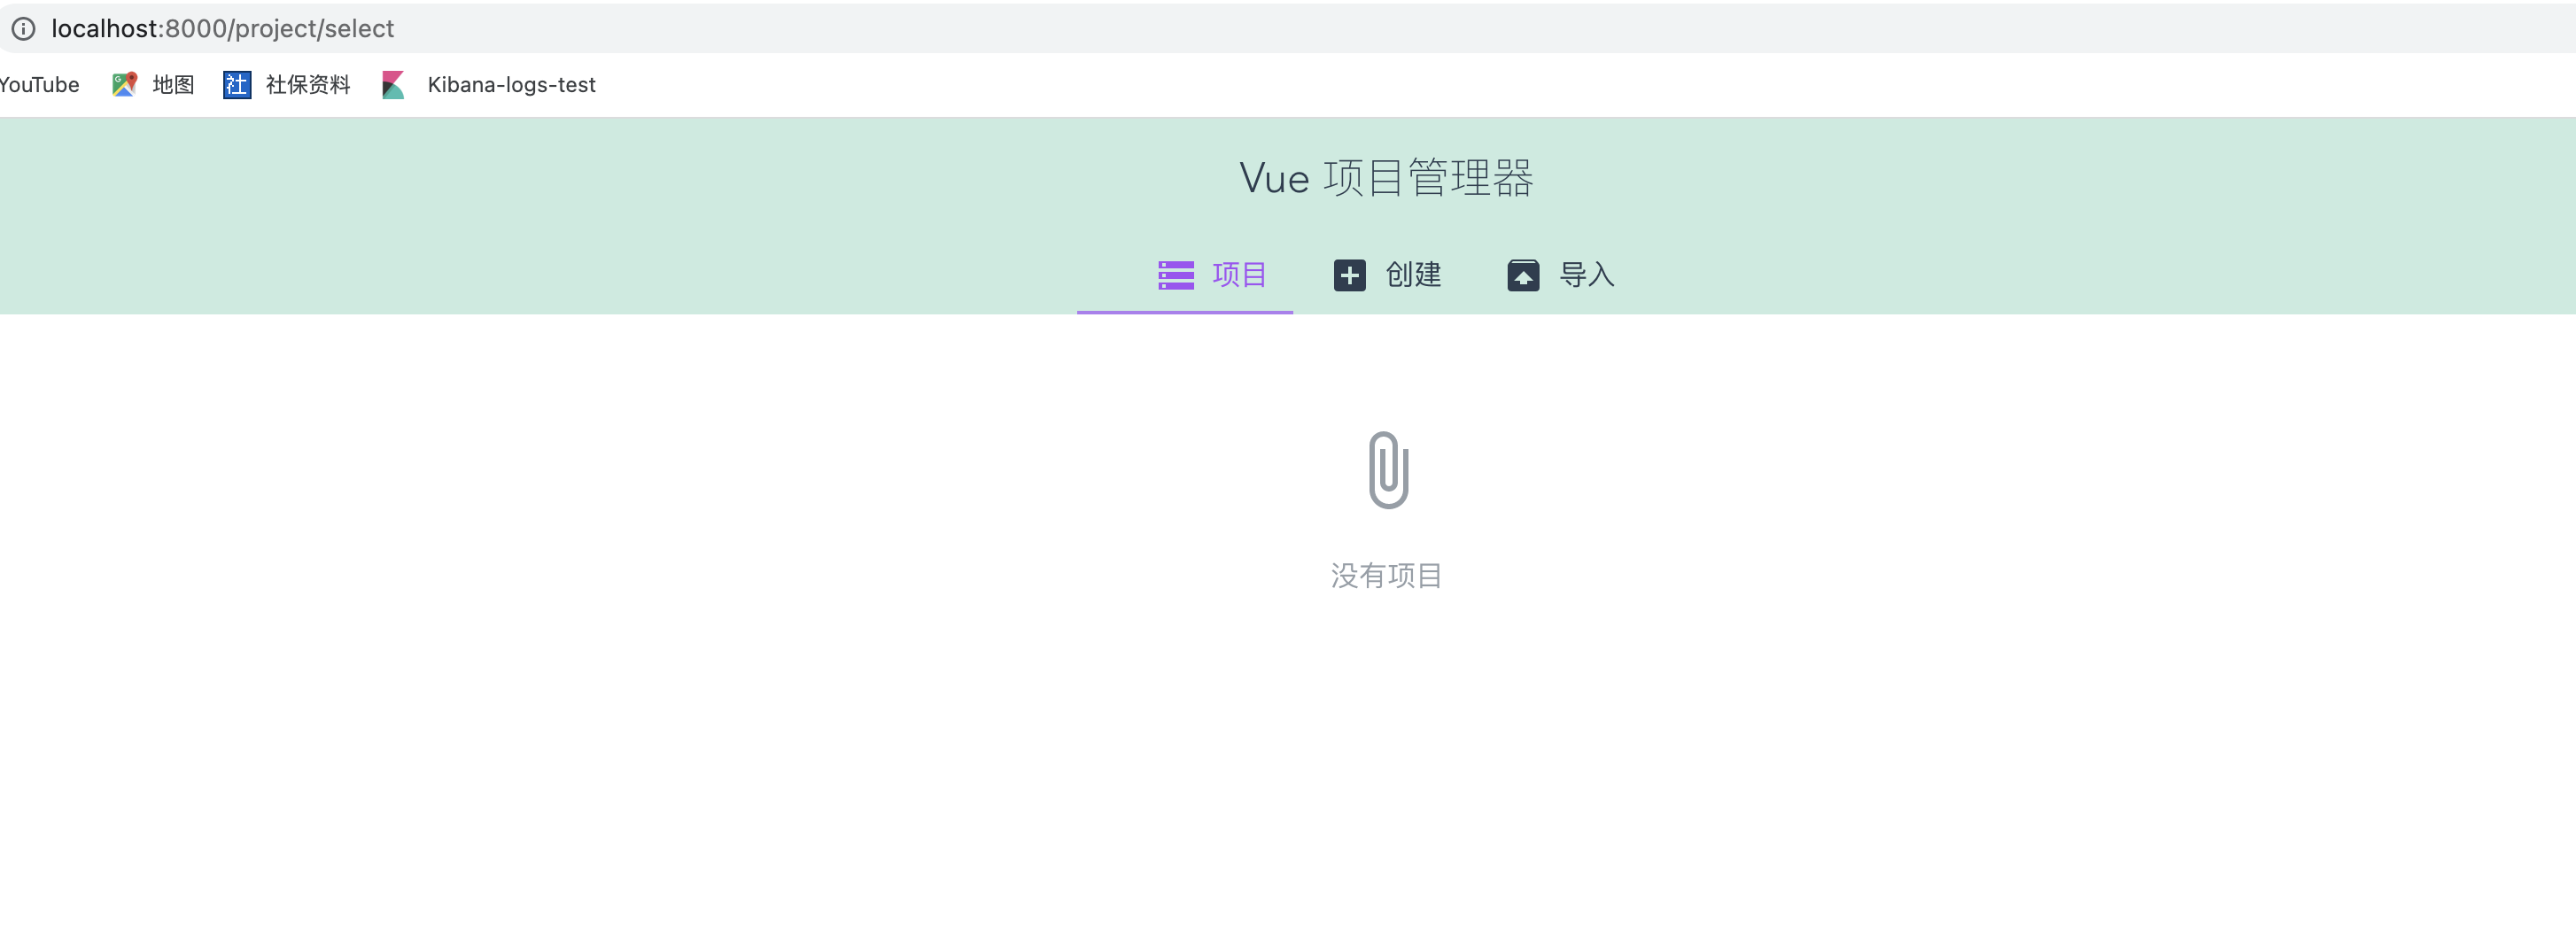 localhost:8000/project/select
YouTube 地图 社 社保资料 Kibana-logs-test
Vue 项目管理器
项目 创建 导入
没有项目